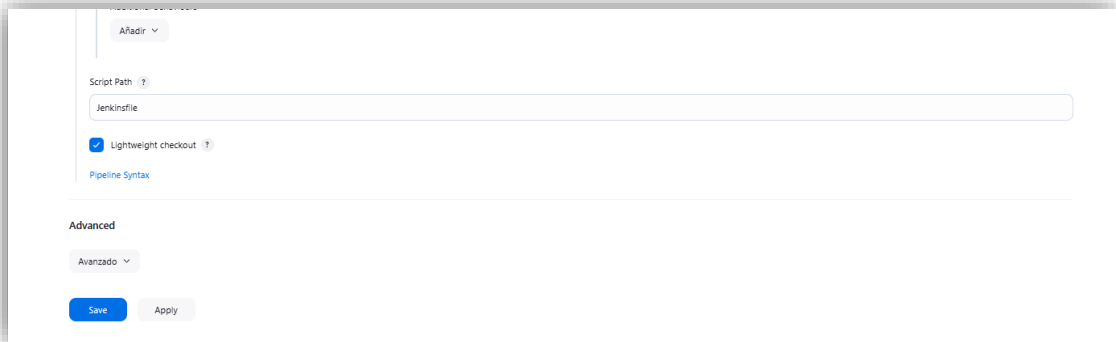 Añadir
Script Path ?
Jenkinsfile
Lightweight checkout ?
Pipeline Syntax
Advanced
Avanzado
Save Apply